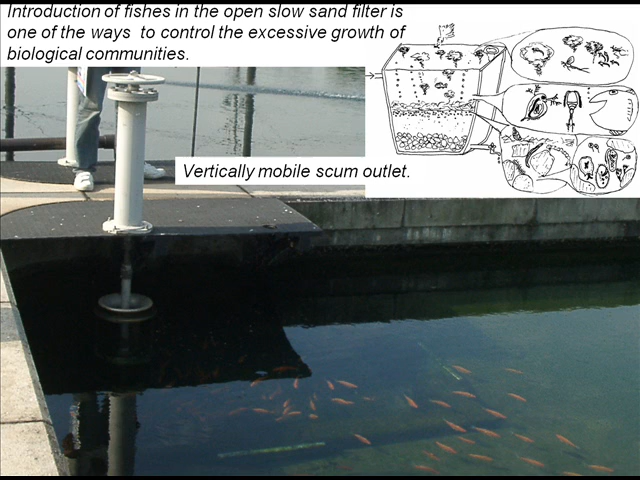 Introduction of fishes in the open slow sand filter is
one of the ways to control the excessive growth of
biological communities.
Vertically mobile scum outlet.